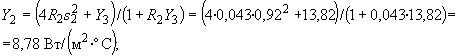 Y₂ = (4R₂s₂² + Y₃)/(1 + R₂Y₃) = (4·0,043·0,92² +13,82)/(1 + 0,043·13,82)=
=8,78 Вт/(м²·°С),